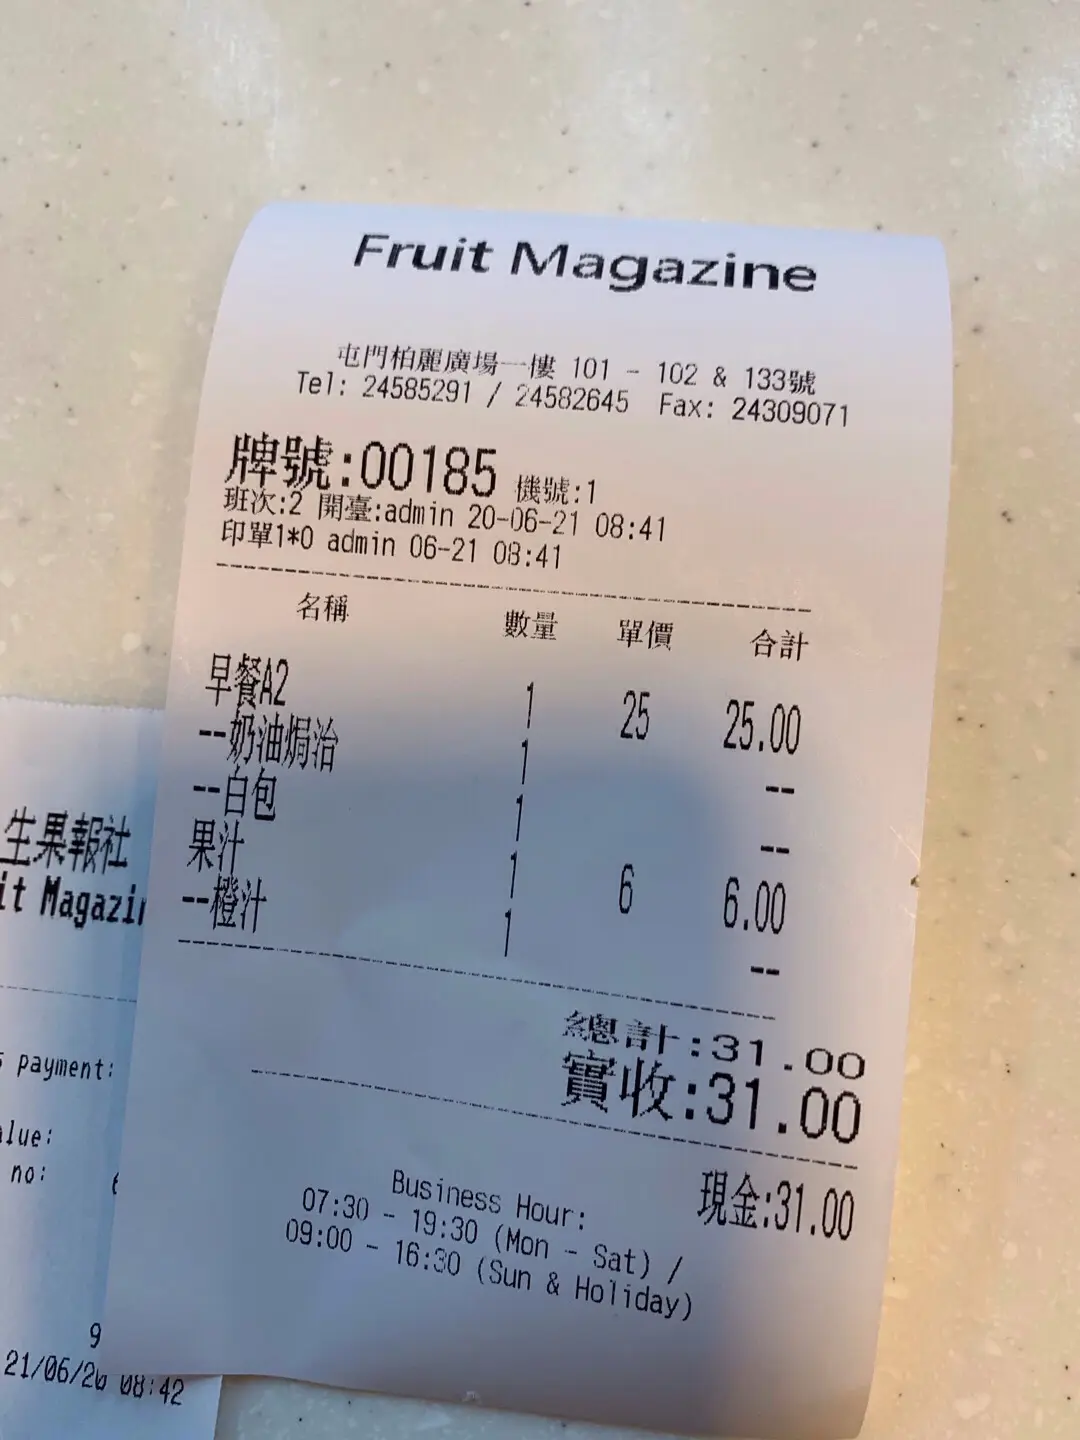 Fruit Magazine
屯門柏麗廣場一樓 101 - 102 & 133號
Tel: 24585291 / 24582645 Fax: 24309071
牌號:00185 機號:1
班次:2 開臺:admin 20-06-21 08:41
印單1*0 admin 06-21 08:41
名稱 數量 單價 合計
早餐A2 1 25 25.00
--奶油焗治 1 --
--白包 1 --
果汁 1 6 6.00
--橙汁 1 --
總計:31.00
實收:31.00
現金:31.00
Business Hour:
07:30 - 19:30 (Mon - Sat) /
09:00 - 16:30 (Sun & Holiday)
生果報社
it Magazin
payment:
alue:
no:
9
21/06/20 08:42